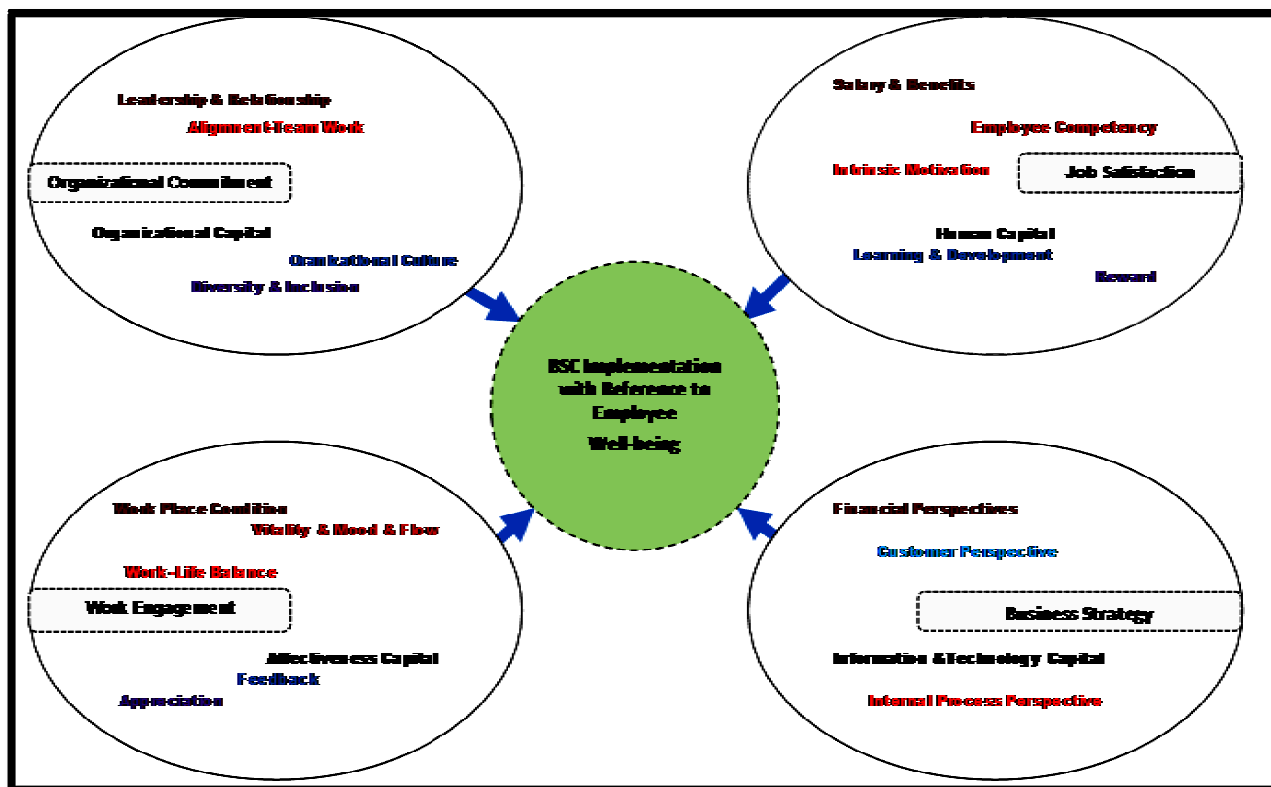 Leadership & Relationship
Alignment-Team Work
Organizational Commitment
Organizational Capital
Oranizational Culture
Diversity & Inclusion
Salary & Benefits
Employee Competency
Intrinsic Motivation
Job Satisfaction
Human Capital
Learning & Development
Reward
BSC Implementation
with Reference to
Employee
Well-being
Work Place Condition
Vitality & Mood & Flow
Work-Life Balance
Work Engagement
Affectiveness Capital
Feedback
Appreciation
Financial Perspectives
Customer Perspective
Business Strategy
Information &Technology Capital
Internal Process Perspective